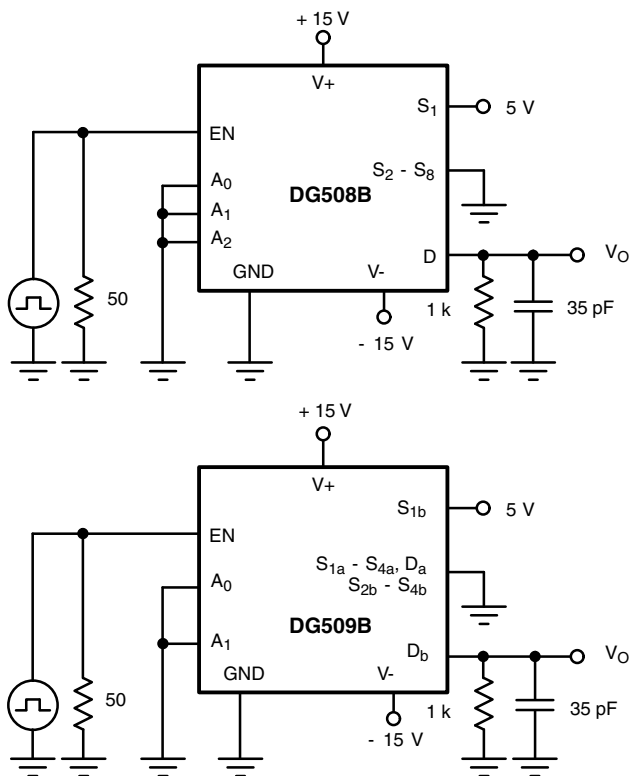 + 15 V
V+
S1
5 V
EN
S2 - S8
A0
A1
A2
DG508B
GND
V-
D
VO
50
1 k
35 pF
- 15 V
+ 15 V
V+
S1b
5 V
EN
S1a - S4a, Da
S2b - S4b
A0
DG509B
A1
Db
VO
GND
V-
50
1 k
35 pF
- 15 V